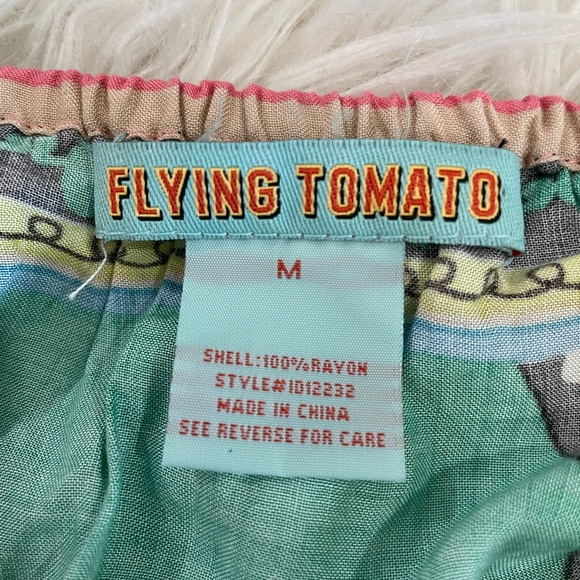 FLYING TOMATO
M
SHELL:100%RAYON
STYLE#ID12232
MADE IN CHINA
SEE REVERSE FOR CARE